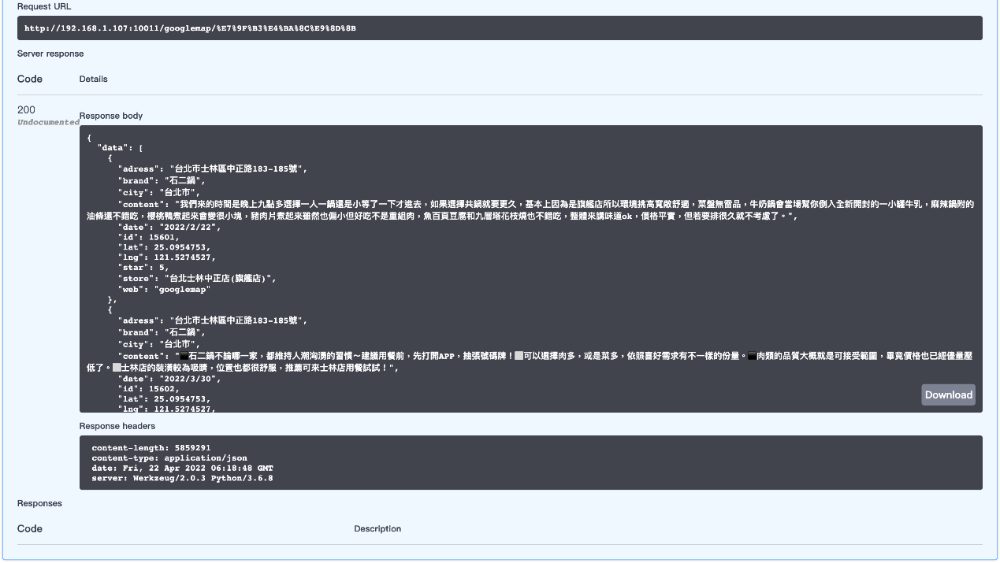 Request URL
http://192.168.1.107:10011/googlemap/%E7%9F%B3%E4%BA%8C%E9%8D%8B
Server response
Code Details
200
Undocumented
Response body
{
"data": [
{
"adress": "台北市士林區中正路183-185號",
"brand": "石二鍋",
"city": "台北市",
"content": "我們來的時間是晚上九點多選擇一人一鍋還是小等了一下才進去，如果選擇共鍋就要更久，基本上因為是旗艦店所以環境挑高寬敞舒適，菜盤無雷品，牛奶鍋會當場幫你倒入全新開封的一小罐牛乳，麻辣鍋附的
油條還不錯吃，櫻桃鴨煮起來會變很小塊，豬肉片煮起來雖然也偏小但好吃不是重組肉，魚百頁豆腐和九層塔花枝燒也不錯吃，整體來講味道ok，價格平實，但若要排很久就不考慮了。",
"date": "2022/2/22",
"id": 15601,
"lat": 25.0954753,
"lng": 121.5274527,
"star": 5,
"store": "台北士林中正店(旗艦店)",
"web": "googlemap"
},
{
"adress": "台北市士林區中正路183-185號",
"brand": "石二鍋",
"city": "台北市",
"content": "⬛石二鍋不論哪一家，都維持人潮洶湧的習慣～建議用餐前，先打開APP，抽張號碼牌！⬜可以選擇肉多，或是菜多，依照喜好需求有不一樣的份量。⬛肉類的品質大概就是可接受範圍，畢竟價格也已經儘量壓
低了。⬜士林店的裝潢較為吸睛，位置也都很舒服，推薦可來士林店用餐試試！",
"date": "2022/3/30",
"id": 15602,
"lat": 25.0954753,
"lng": 121.5274527,
Download
Response headers
content-length: 5859291
content-type: application/json
date: Fri, 22 Apr 2022 06:18:48 GMT
server: Werkzeug/2.0.3 Python/3.6.8
Responses
Code Description